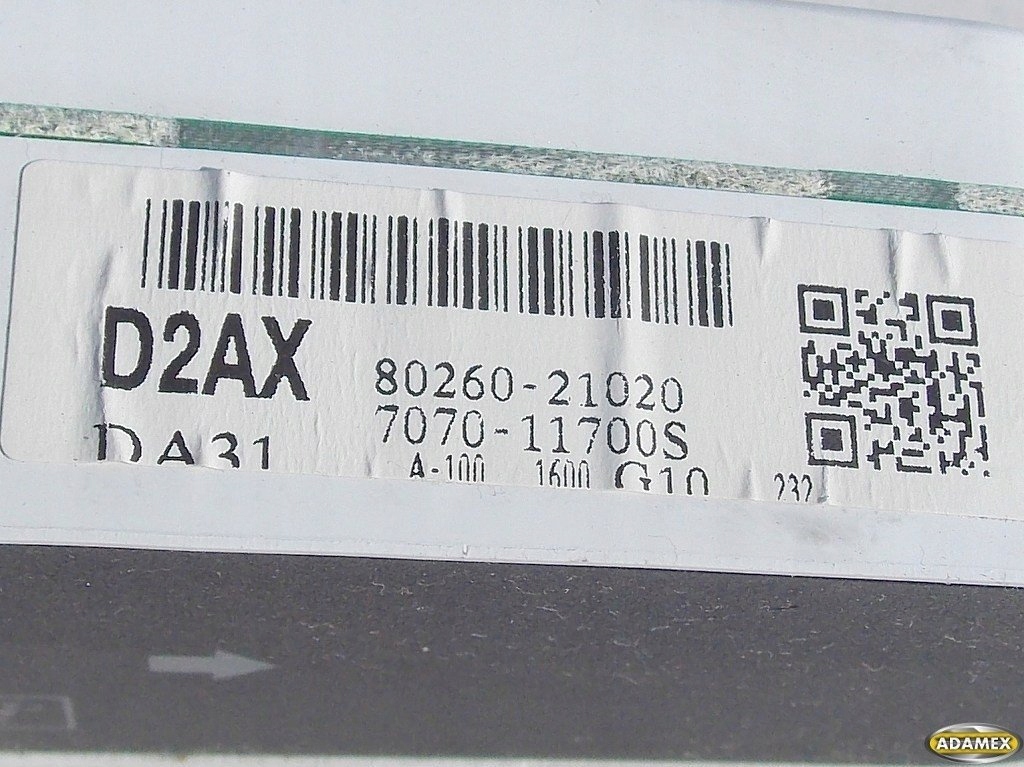 D2AX
80260-21020
7070-11700S
DA31
A-100 1600 G10 232
ADAMEX